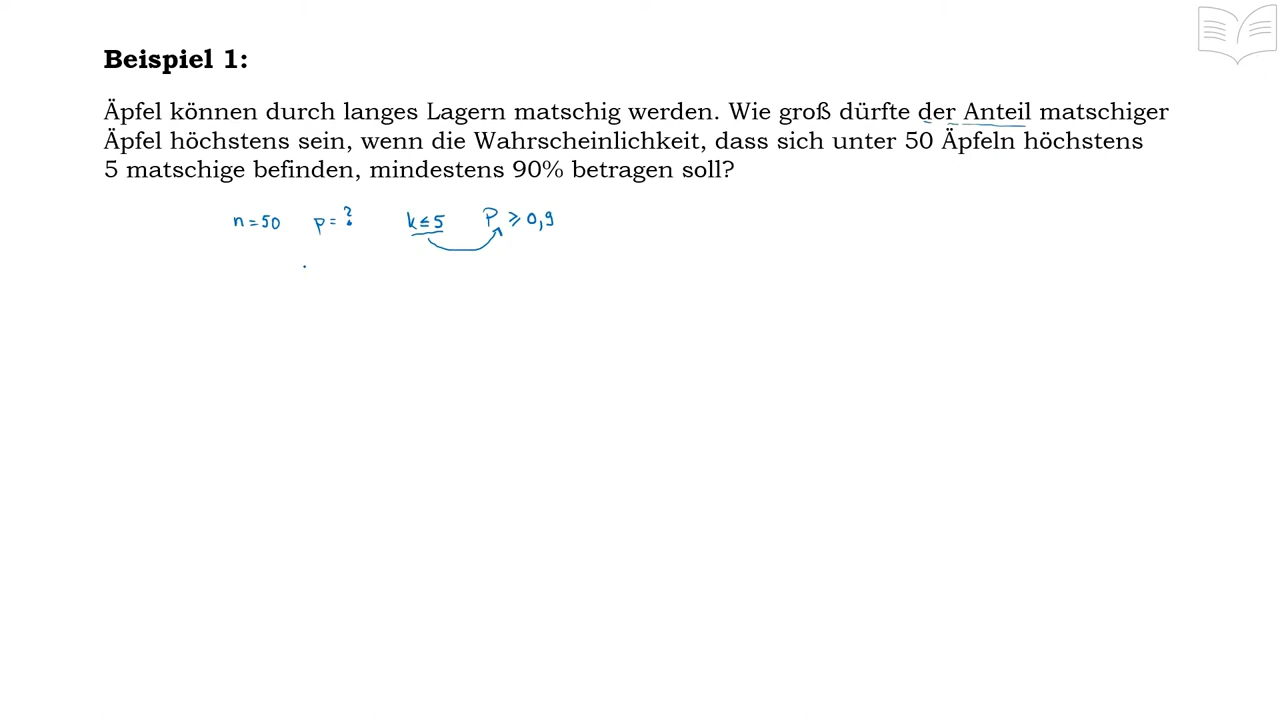 Beispiel 1:
Äpfel können durch langes Lagern matschig werden. Wie groß dürfte der Anteil matschiger
Äpfel höchstens sein, wenn die Wahrscheinlichkeit, dass sich unter 50 Äpfeln höchstens
5 matschige befinden, mindestens 90% betragen soll?
n = 50 p = ? k ≤ 5 P ≥ 0,9